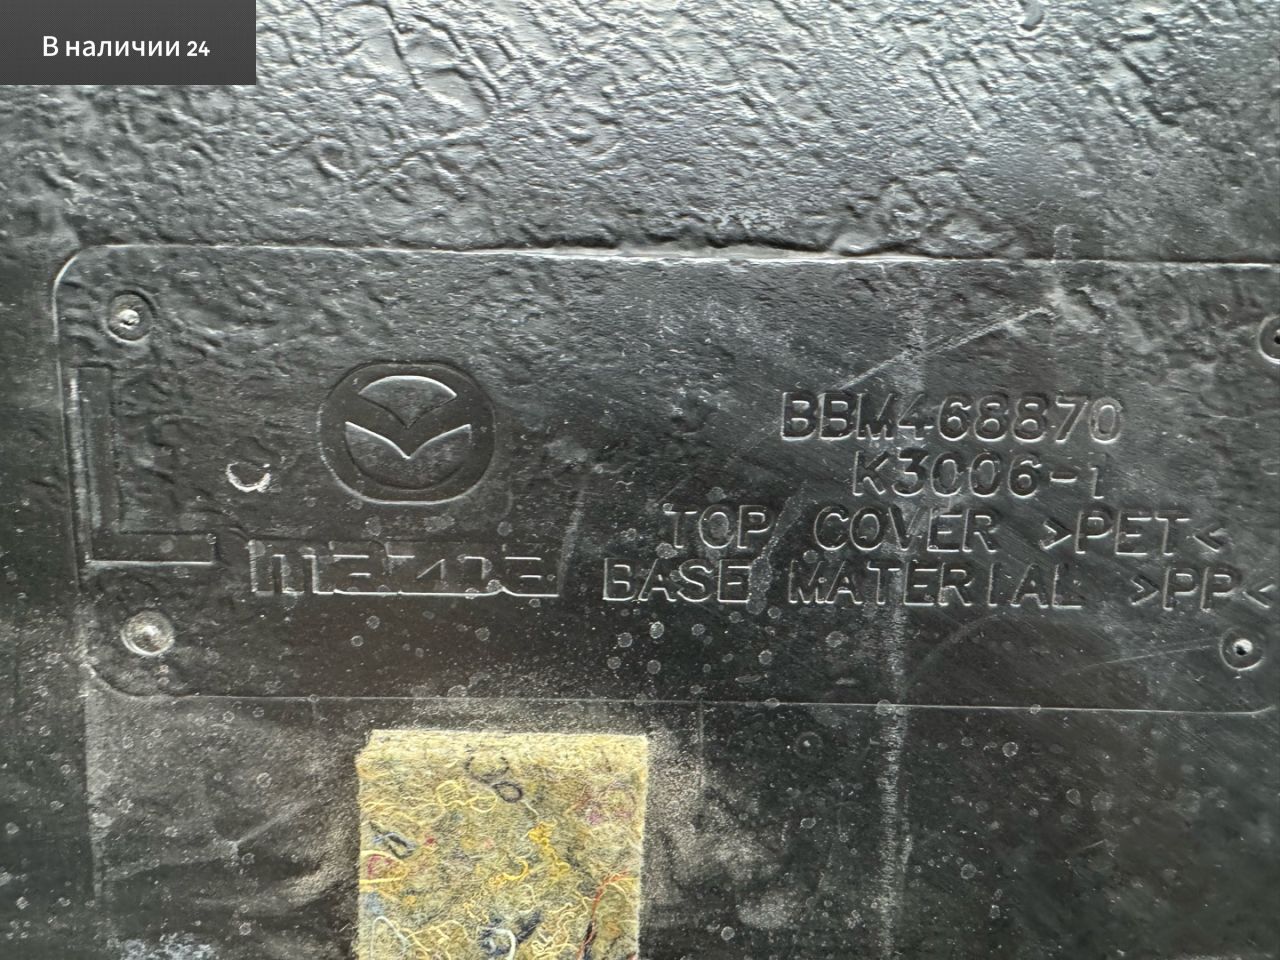 В наличии 24
BBM468870
K3006-1
TOP COVER >PET<
mazda BASE MATERIAL >PP<